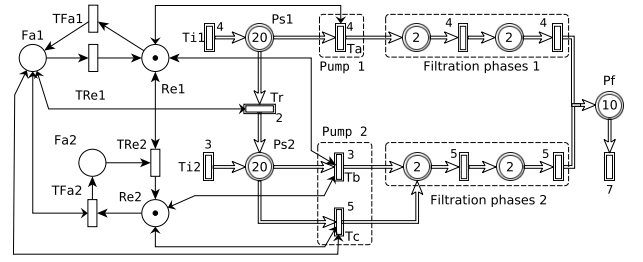 TFa1
Fa1
Ti1
4
Ps1
20
4
Ta
Pump 1
2
4
2
4
Filtration phases 1
Re1
TRe1
Tr
2
Pf
10
7
Fa2
TRe2
TFa2
Re2
3
Ti2
Ps2
20
Pump 2
3
Tb
5
Tc
2
5
2
5
Filtration phases 2